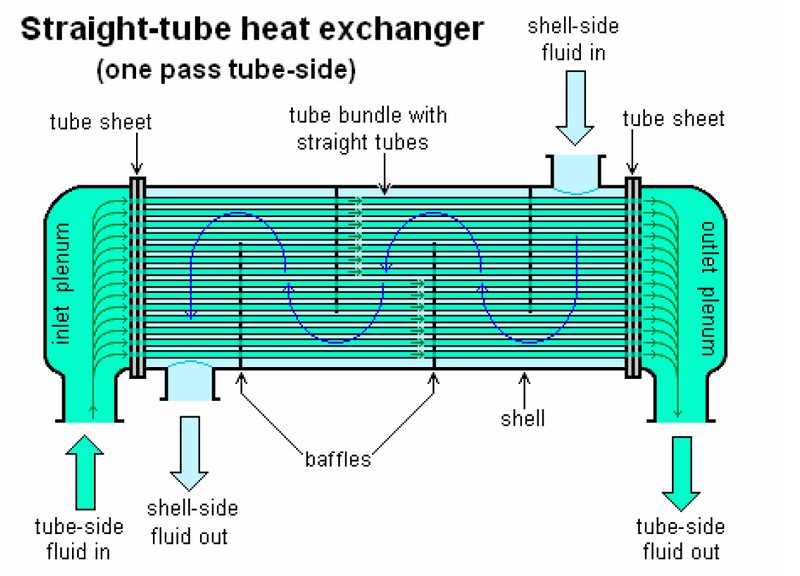 Straight-tube heat exchanger
(one pass tube-side)
shell-side
fluid in
tube sheet
tube bundle with
straight tubes
tube sheet
inlet plenum
outlet plenum
shell
baffles
tube-side
fluid in
shell-side
fluid out
tube-side
fluid out